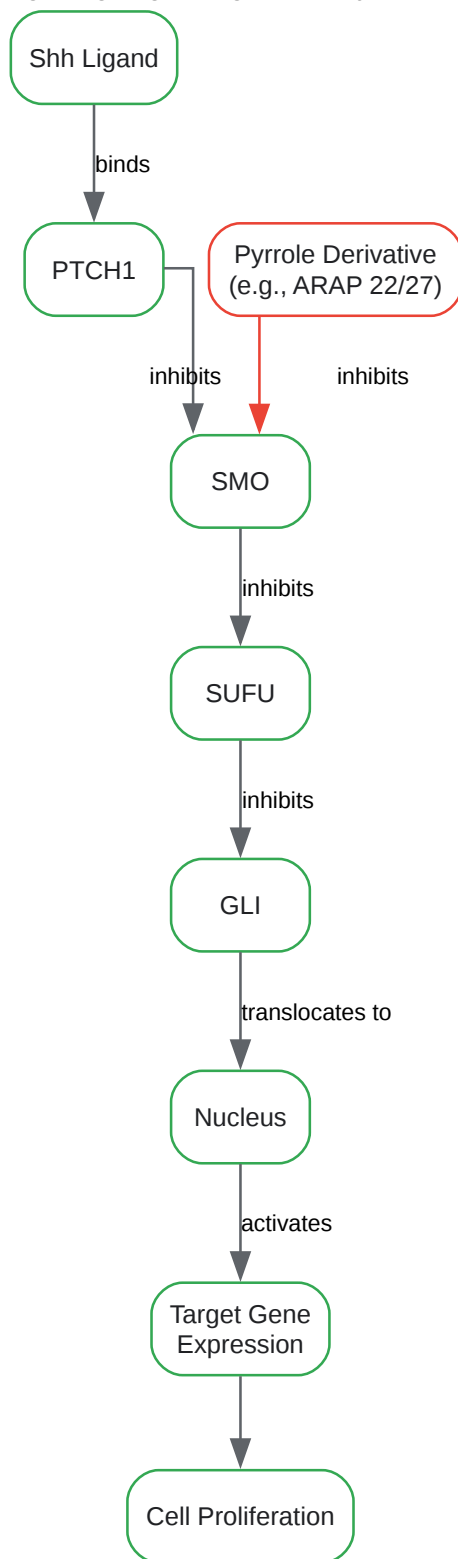 Shh Ligand
binds
PTCH1
Pyrrole Derivative
(e.g., ARAP 22/27)
inhibits
inhibits
SMO
inhibits
SUFU
inhibits
GLI
translocates to
Nucleus
activates
Target Gene
Expression
Cell Proliferation